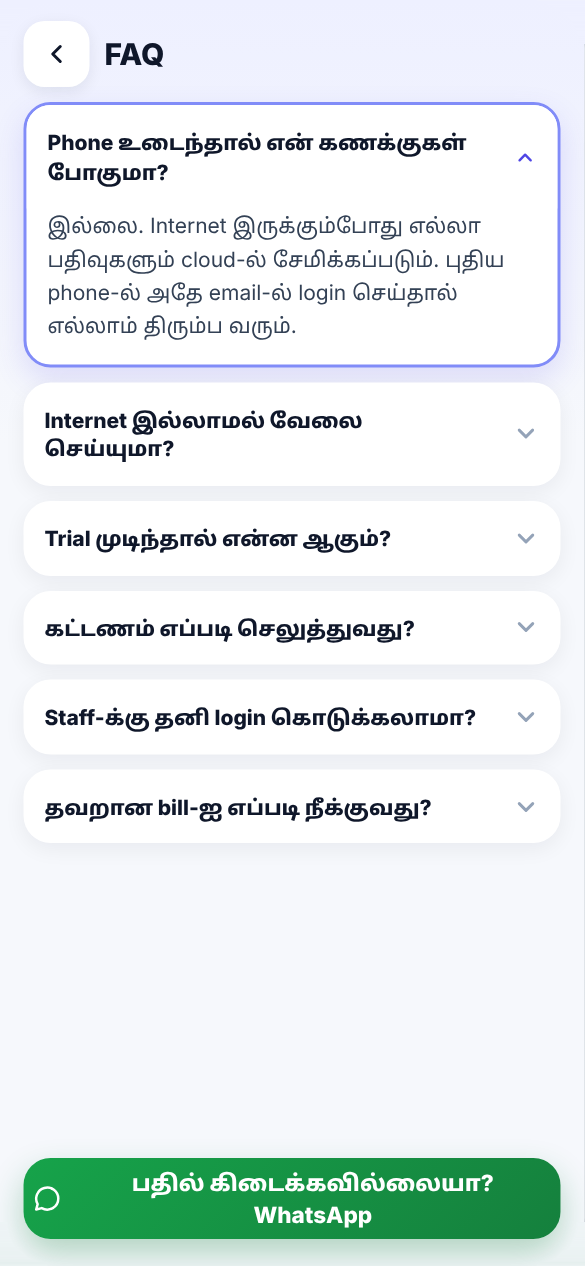 FAQ
Phone உடைந்தால் என் கணக்குகள்
போகுமா?
இல்லை. Internet இருக்கும்போது எல்லா
பதிவுகளும் cloud-ல் சேமிக்கப்படும். புதிய
phone-ல் அதே email-ல் login செய்தால்
எல்லாம் திரும்ப வரும்.
Internet இல்லாமல் வேலை
செய்யுமா?
Trial முடிந்தால் என்ன ஆகும்?
கட்டணம் எப்படி செலுத்துவது?
Staff-க்கு தனி login கொடுக்கலாமா?
தவறான bill-ஐ எப்படி நீக்குவது?
பதில் கிடைக்கவில்லையா?
WhatsApp